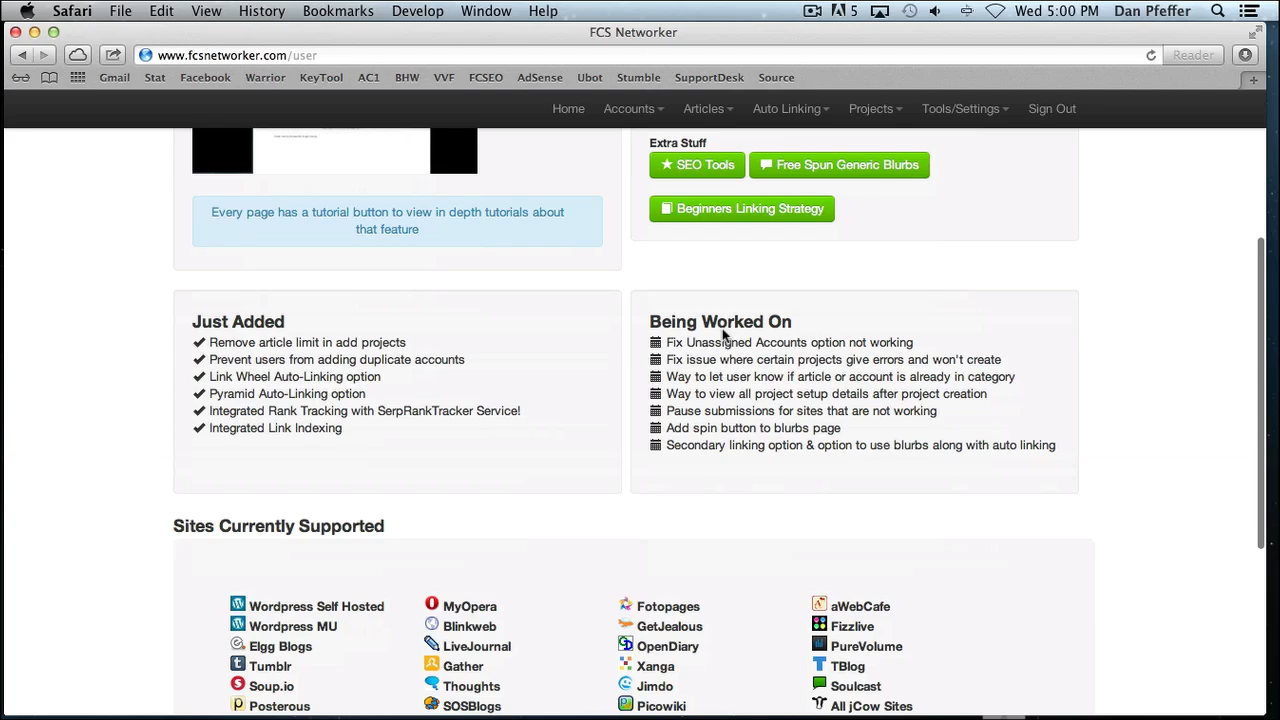 Safari File Edit View History Bookmarks Develop Window Help 5 Wed 5:00 PM Dan Pfeffer
FCS Networker
www.fcsnetworker.com/user Reader
Gmail Stat Facebook Warrior KeyTool AC1 BHW VVF FCSEO AdSense Ubot Stumble SupportDesk Source
Home Accounts Articles Auto Linking Projects Tools/Settings Sign Out
Extra Stuff
SEO Tools Free Spun Generic Blurbs
Beginners Linking Strategy
Every page has a tutorial button to view in depth tutorials about
that feature
Just Added
Remove article limit in add projects
Prevent users from adding duplicate accounts
Link Wheel Auto-Linking option
Pyramid Auto-Linking option
Integrated Rank Tracking with SerpRankTracker Service!
Integrated Link Indexing
Being Worked On
Fix Unassigned Accounts option not working
Fix issue where certain projects give errors and won't create
Way to let user know if article or account is already in category
Way to view all project setup details after project creation
Pause submissions for sites that are not working
Add spin button to blurbs page
Secondary linking option & option to use blurbs along with auto linking
Sites Currently Supported
Wordpress Self Hosted MyOpera Fotopages aWebCafe
Wordpress MU Blinkweb GetJealous Fizzlive
Elgg Blogs LiveJournal OpenDiary PureVolume
Tumblr Gather Xanga TBlog
Soup.io Thoughts Jimdo Soulcast
Posterous SOSBlogs Picowiki All jCow Sites